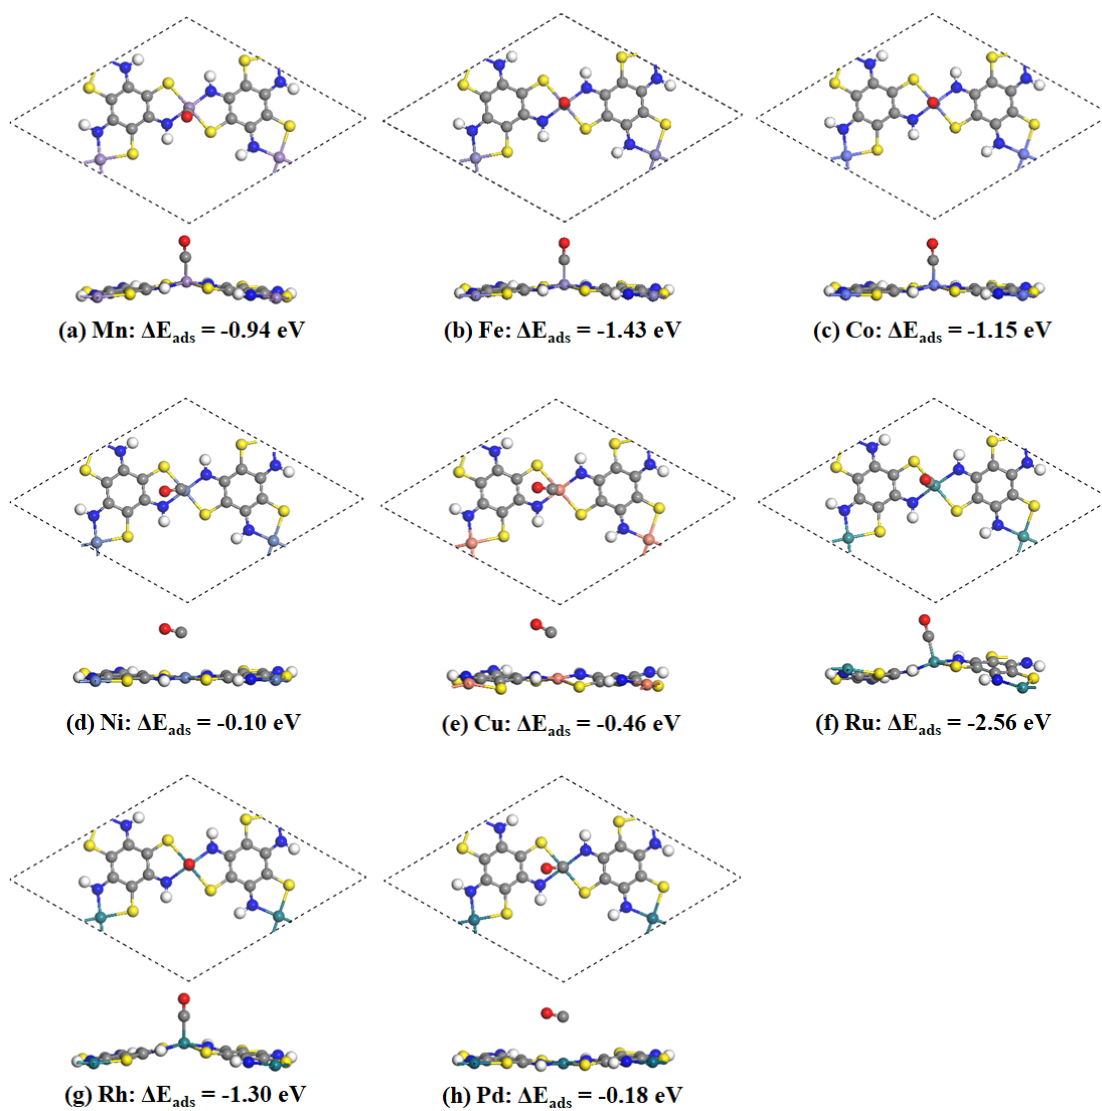 (a) Mn: ΔEads = -0.94 eV
(b) Fe: ΔEads = -1.43 eV
(c) Co: ΔEads = -1.15 eV
(d) Ni: ΔEads = -0.10 eV
(e) Cu: ΔEads = -0.46 eV
(f) Ru: ΔEads = -2.56 eV
(g) Rh: ΔEads = -1.30 eV
(h) Pd: ΔEads = -0.18 eV